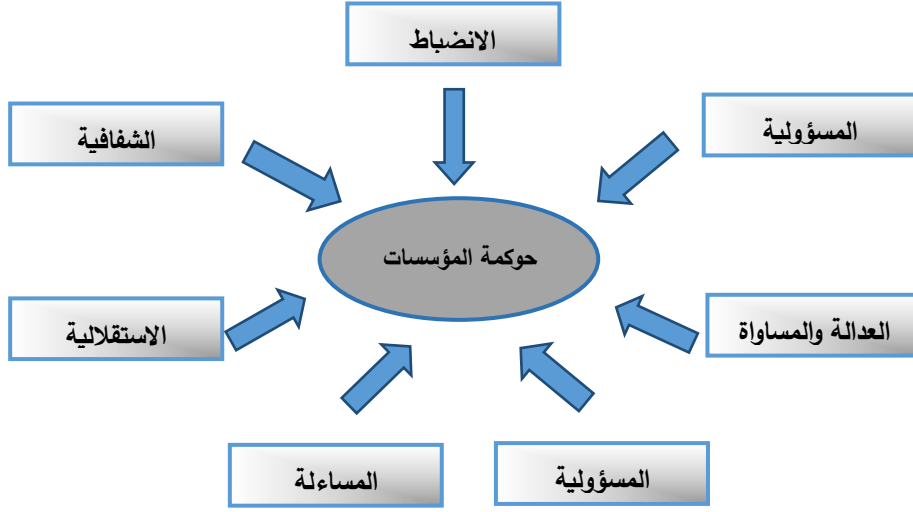 الانضباط
المسؤولية
الشفافية
حوكمة المؤسسات
العدالة والمساواة
الاستقلالية
المسؤولية
المساءلة